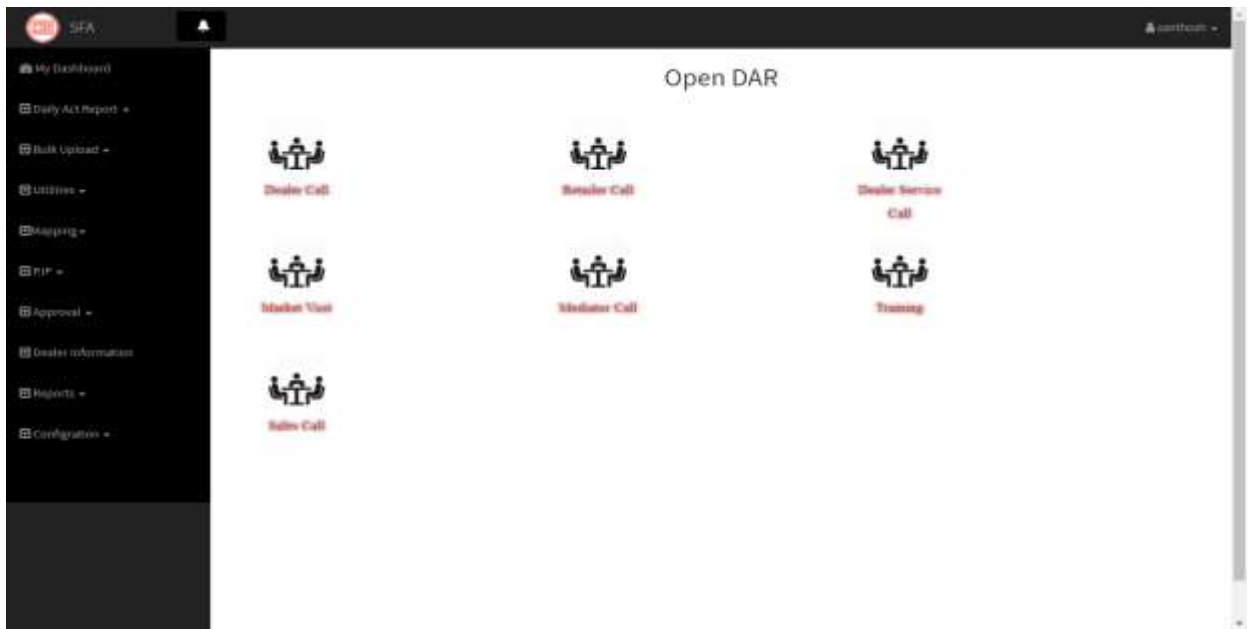 SFA
santhosh
My Dashboard
Daily Act Report
Bulk Upload
Utilities
Mapping
PJP
Approval
Dealer Information
Reports
Configration
Open DAR
Dealer Call
Retailer Call
Dealer Service
Call
Market Visit
Mediator Call
Training
Sales Call